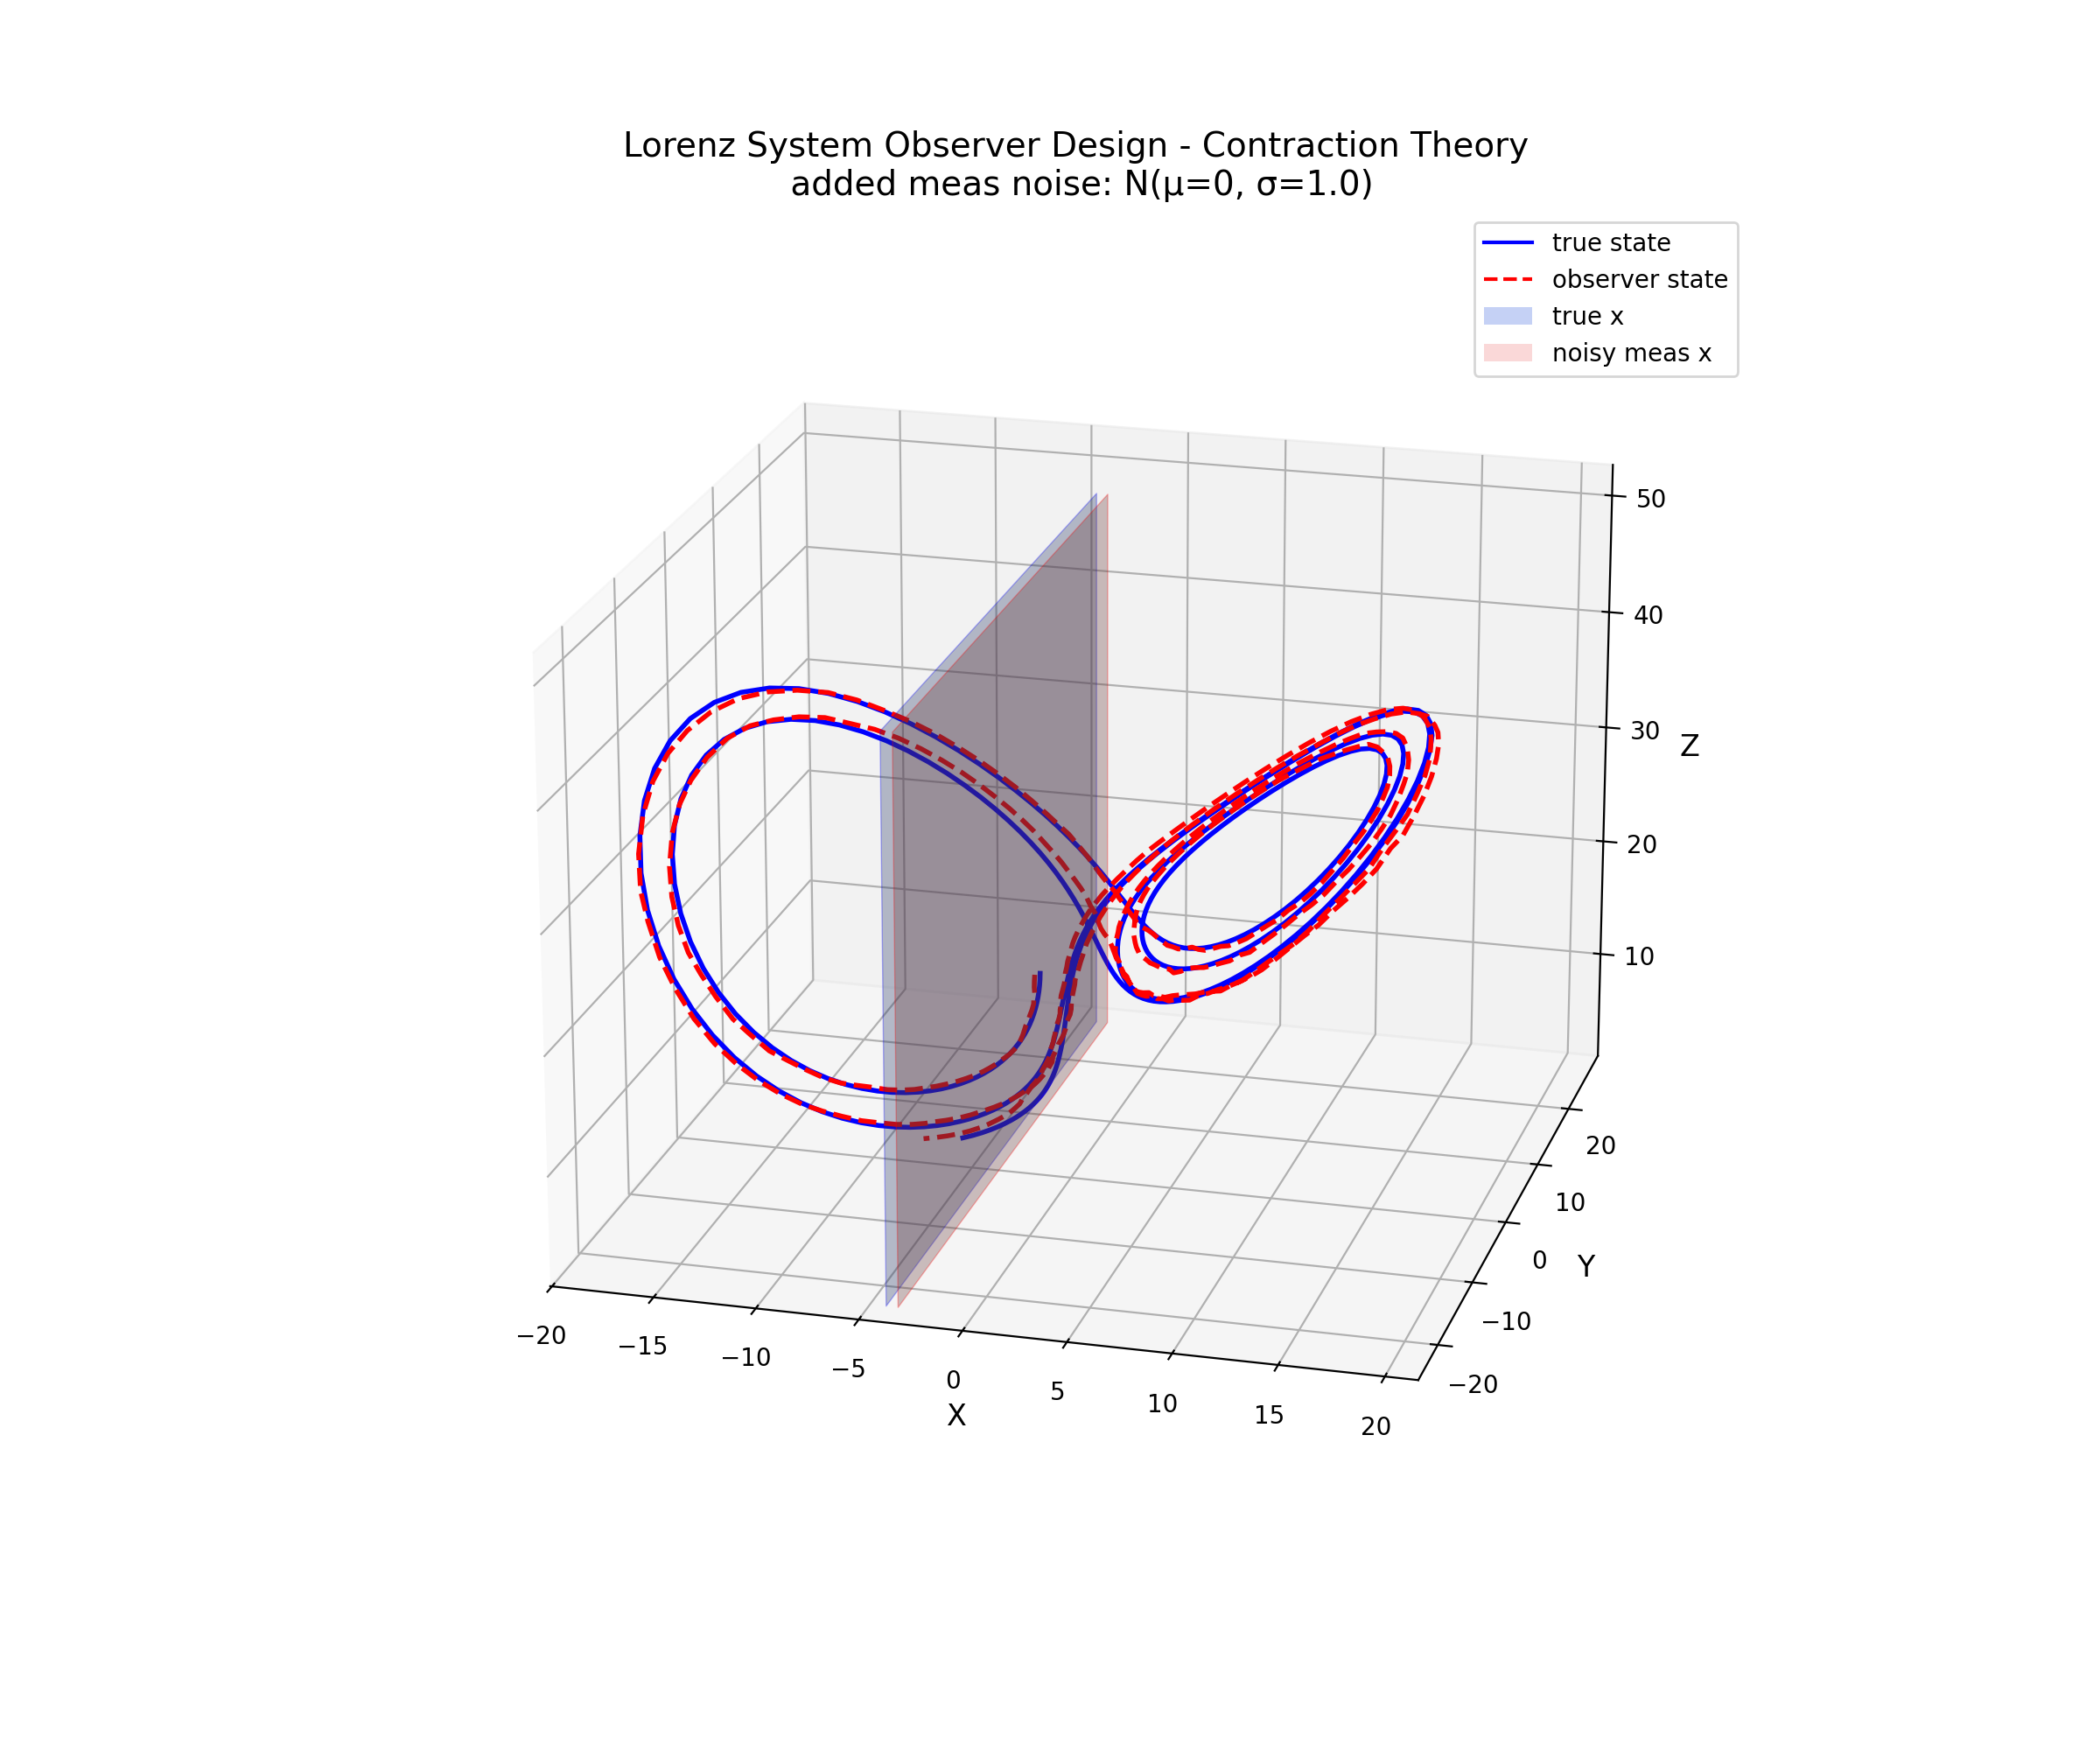 Lorenz System Observer Design - Contraction Theory
added meas noise: N(μ=0, σ=1.0)
true state
observer state
true x
noisy meas x
50
40
30
Z
20
10
20
10
0
Y
−10
−20
−20
−15
−10
−5
0
5
10
15
20
X